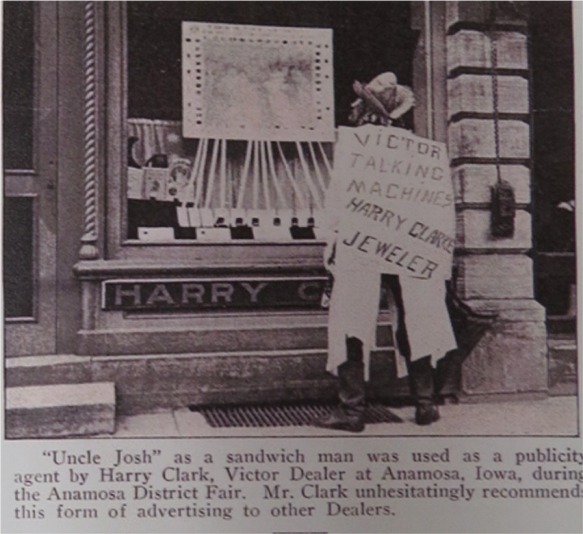 VICTOR
TALKING
MACHINES
HARRY CLARKE
JEWELER
HARRY C
"Uncle Josh" as a sandwich man was used as a publicity
agent by Harry Clark, Victor Dealer at Anamosa, Iowa, during
the Anamosa District Fair. Mr. Clark unhesitatingly recommends
this form of advertising to other Dealers.